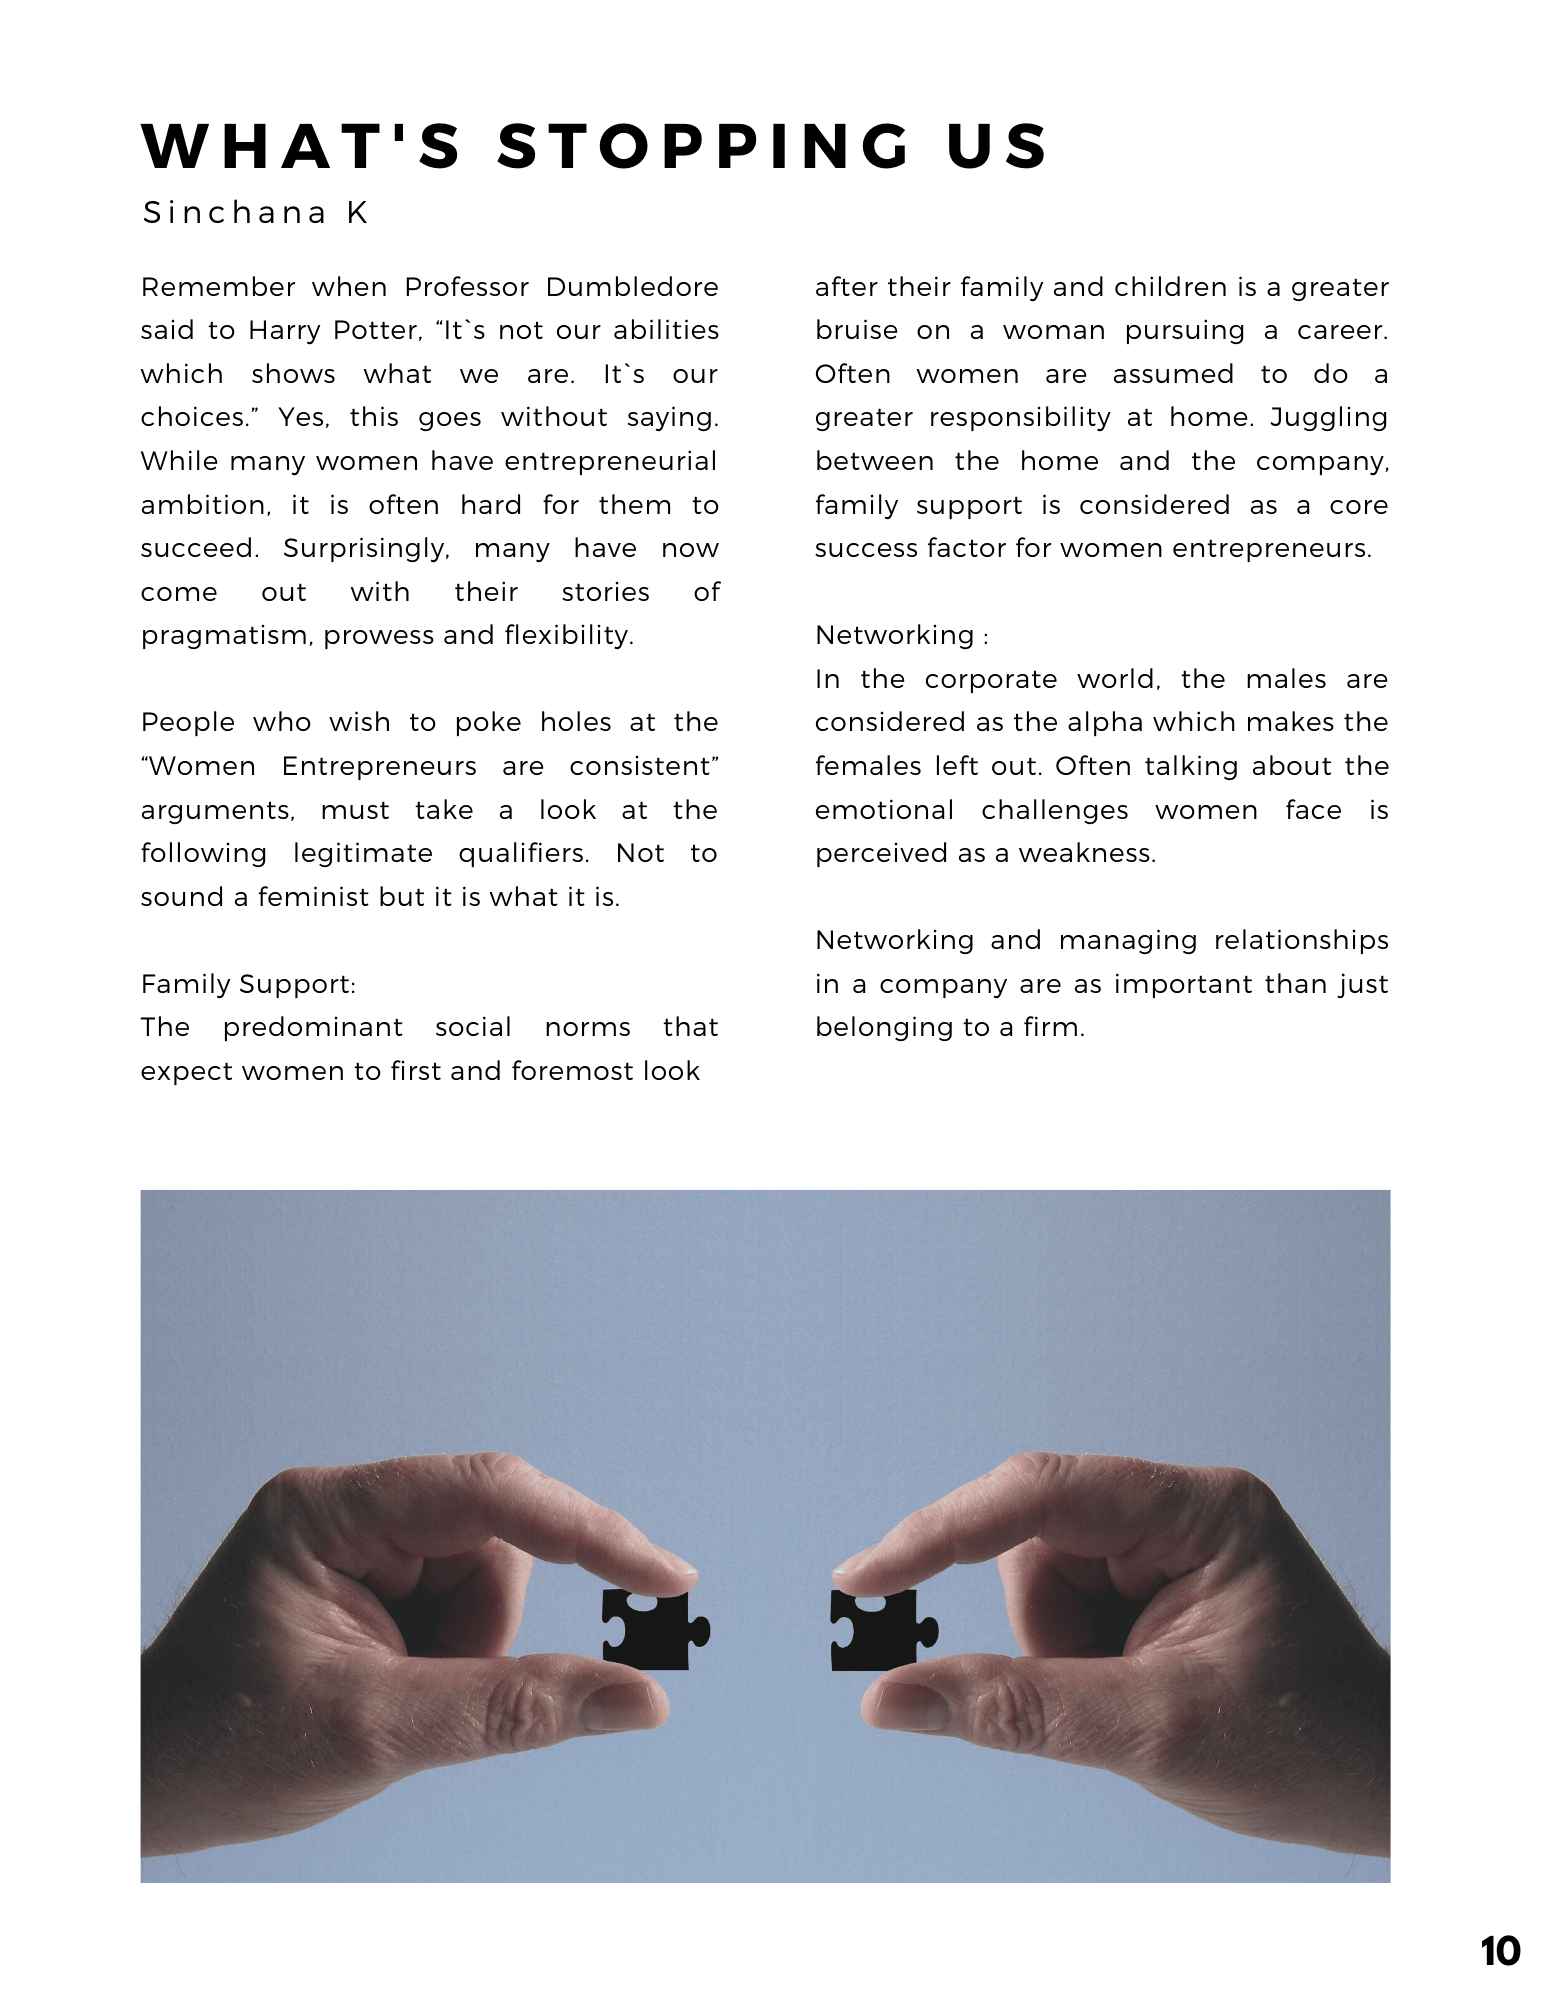 WHAT'S STOPPING US
Sinchana K
Remember when Professor Dumbledore
said to Harry Potter, “It`s not our abilities
which shows what we are. It`s our
choices.” Yes, this goes without saying.
While many women have entrepreneurial
ambition, it is often hard for them to
succeed. Surprisingly, many have now
come out with their stories of
pragmatism, prowess and flexibility.
People who wish to poke holes at the
“Women Entrepreneurs are consistent”
arguments, must take a look at the
following legitimate qualifiers. Not to
sound a feminist but it is what it is.
Family Support:
The predominant social norms that
expect women to first and foremost look
after their family and children is a greater
bruise on a woman pursuing a career.
Often women are assumed to do a
greater responsibility at home. Juggling
between the home and the company,
family support is considered as a core
success factor for women entrepreneurs.
Networking :
In the corporate world, the males are
considered as the alpha which makes the
females left out. Often talking about the
emotional challenges women face is
perceived as a weakness.
Networking and managing relationships
in a company are as important than just
belonging to a firm.
10